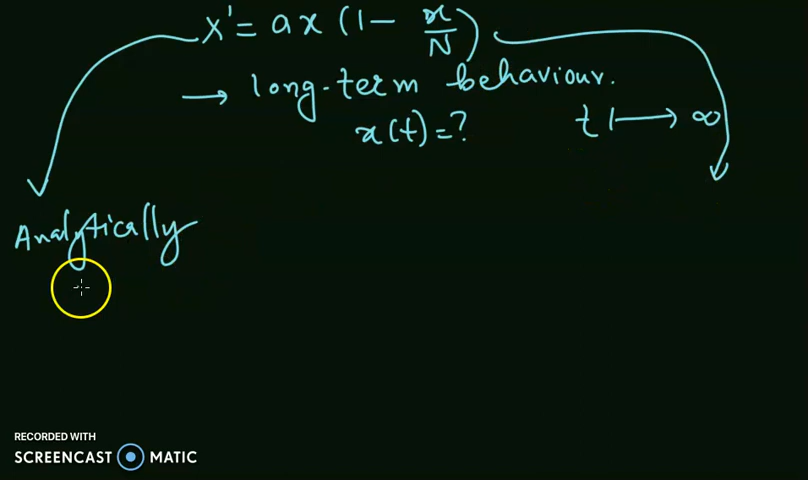 x' = ax (1 - x/N)
→ long-term behaviour.
x(t) = ? t ⟼ ∞
Analytically
RECORDED WITH
SCREENCAST MATIC